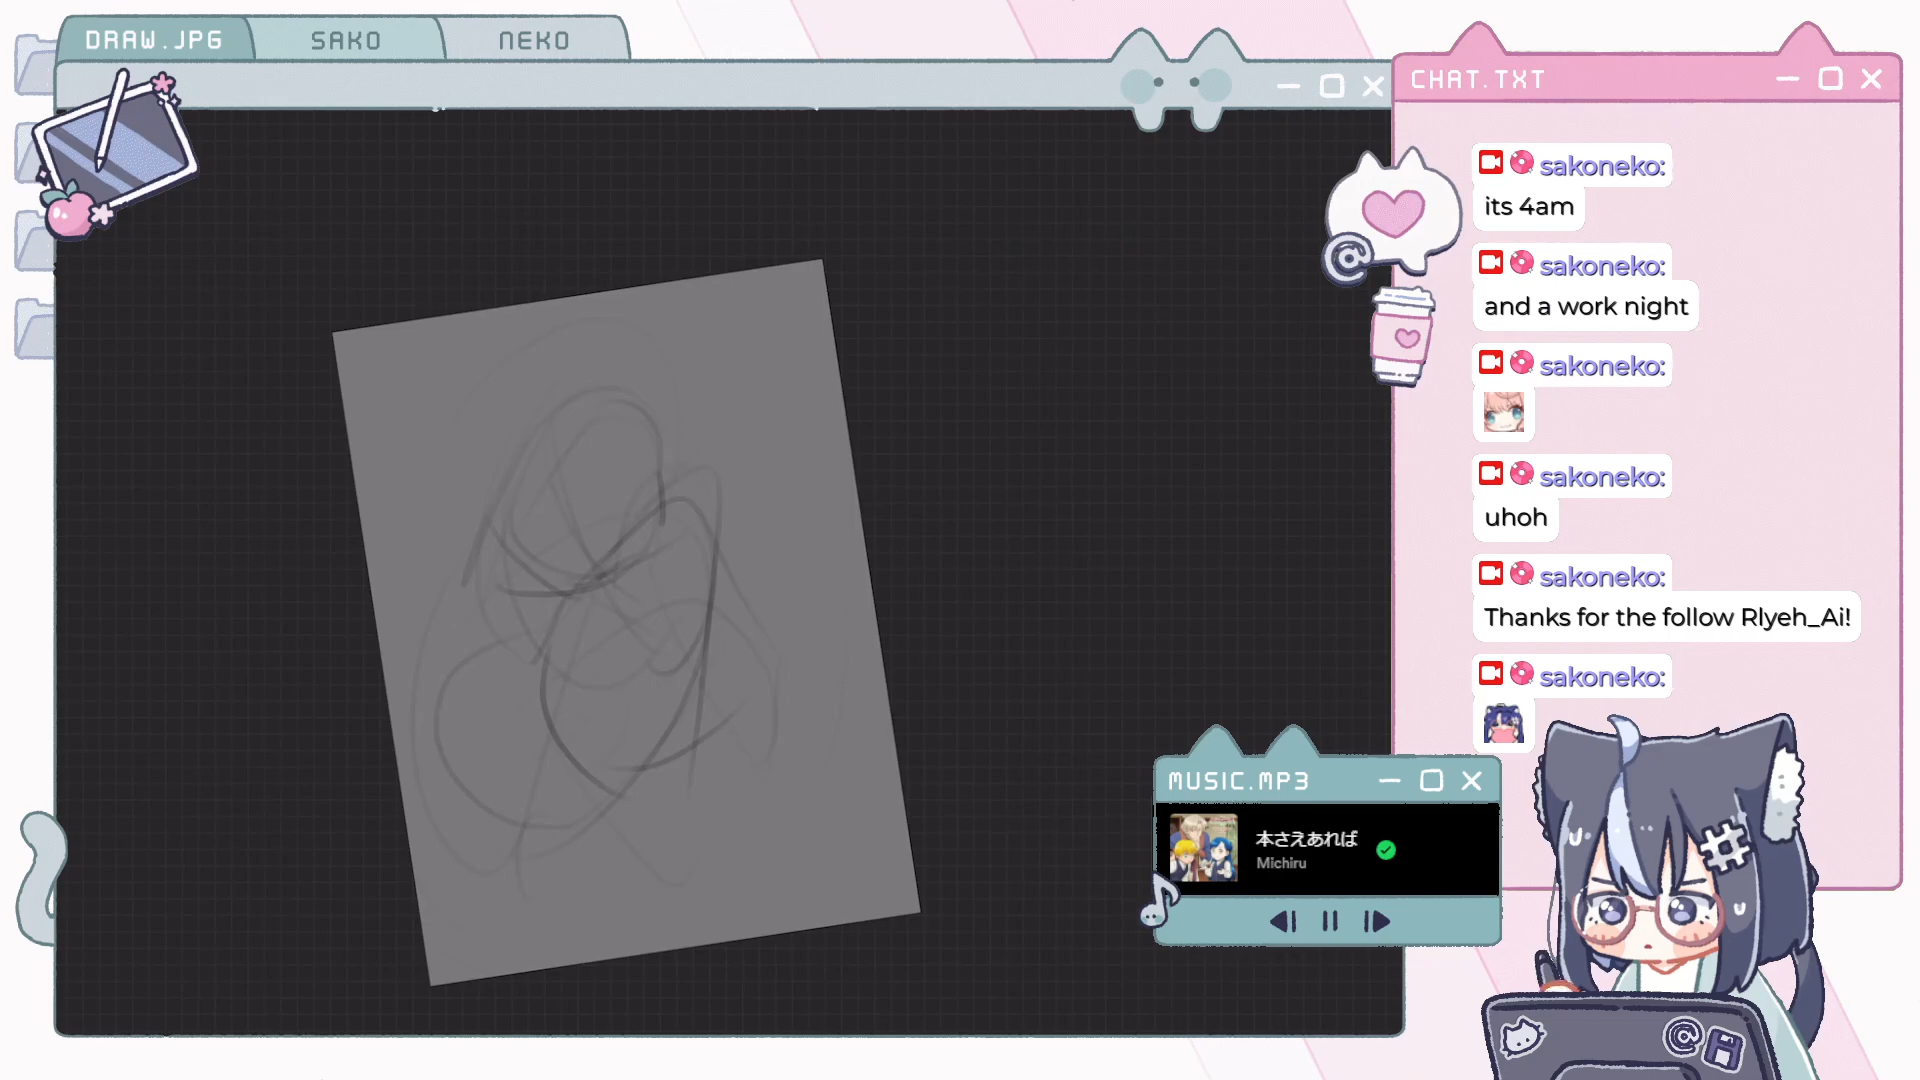 DRAW.JPG
SAKO
NEKO
CHAT.TXT
sakoneko:
its 4am
sakoneko:
and a work night
sakoneko:
sakoneko:
uhoh
sakoneko:
Thanks for the follow Rlyeh_Ai!
sakoneko:
MUSIC.MP3
本さえあれば
Michiru